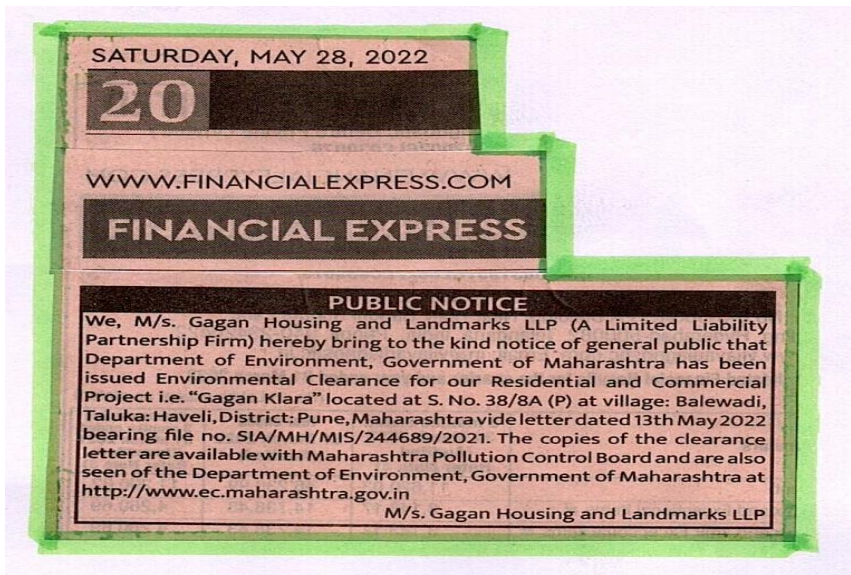 SATURDAY, MAY 28, 2022
20
WWW.FINANCIALEXPRESS.COM
FINANCIAL EXPRESS
PUBLIC NOTICE
We, M/s. Gagan Housing and Landmarks LLP (A Limited Liability
Partnership Firm) hereby bring to the kind notice of general public that
Department of Environment, Government of Maharashtra has been
issued Environmental Clearance for our Residential and Commercial
Project i.e. “Gagan Klara” located at S. No. 38/8A (P) at village: Balewadi,
Taluka: Haveli, District: Pune, Maharashtra vide letter dated 13th May 2022
bearing file no. SIA/MH/MIS/244689/2021. The copies of the clearance
letter are available with Maharashtra Pollution Control Board and are also
seen of the Department of Environment, Government of Maharashtra at
http://www.ec.maharashtra.gov.in
M/s. Gagan Housing and Landmarks LLP